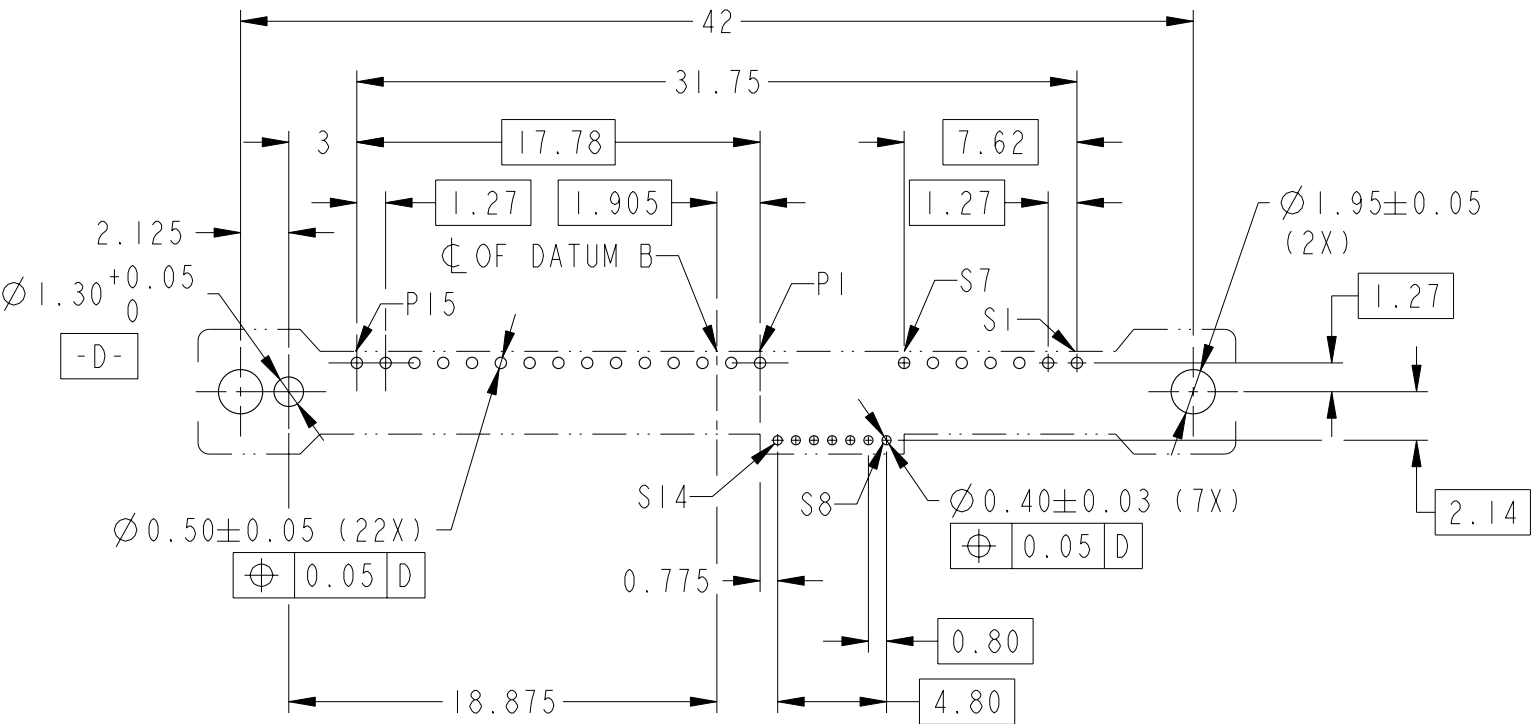 42
31.75
3
17.78
7.62
1.27
1.905
1.27
Ø1.95±0.05
(2X)
2.125
℄ OF DATUM B
Ø1.30 +0.05
0
P15
P1
S7
S1
1.27
-D-
S14
S8
Ø0.40±0.03 (7X)
⌖ 0.05 D
2.14
Ø0.50±0.05 (22X)
⌖ 0.05 D
0.775
0.80
18.875
4.80